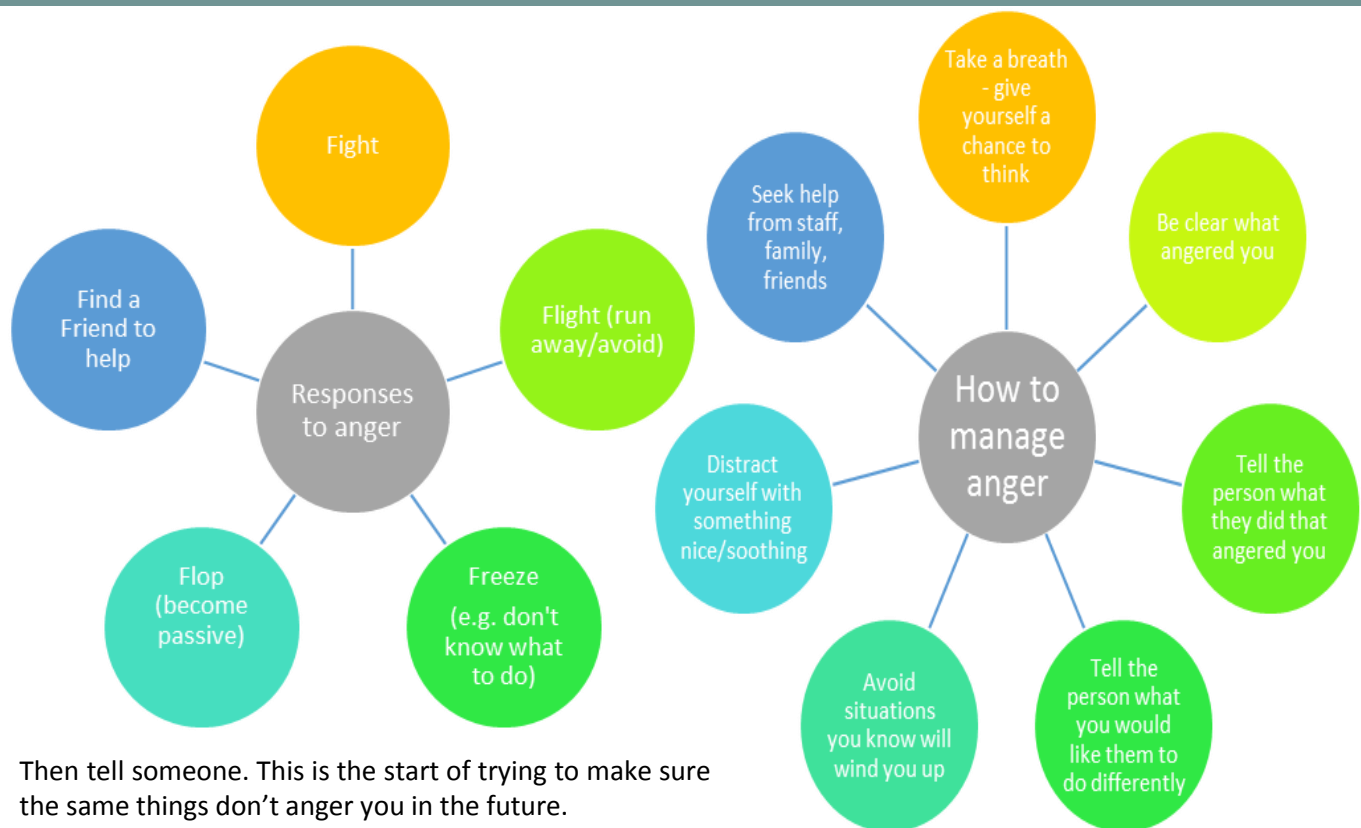 Fight
Flight (run
away/avoid)
Freeze
(e.g. don't
know what
to do)
Flop
(become
passive)
Find a
Friend to
help
Responses
to anger
Take a breath
- give
yourself a
chance to
think
Be clear what
angered you
Tell the
person what
they did that
angered you
Tell the
person what
you would
like them to
do differently
Avoid
situations
you know will
wind you up
Distract
yourself with
something
nice/soothing
Seek help
from staff,
family,
friends
How to
manage
anger
Then tell someone. This is the start of trying to make sure
the same things don’t anger you in the future.